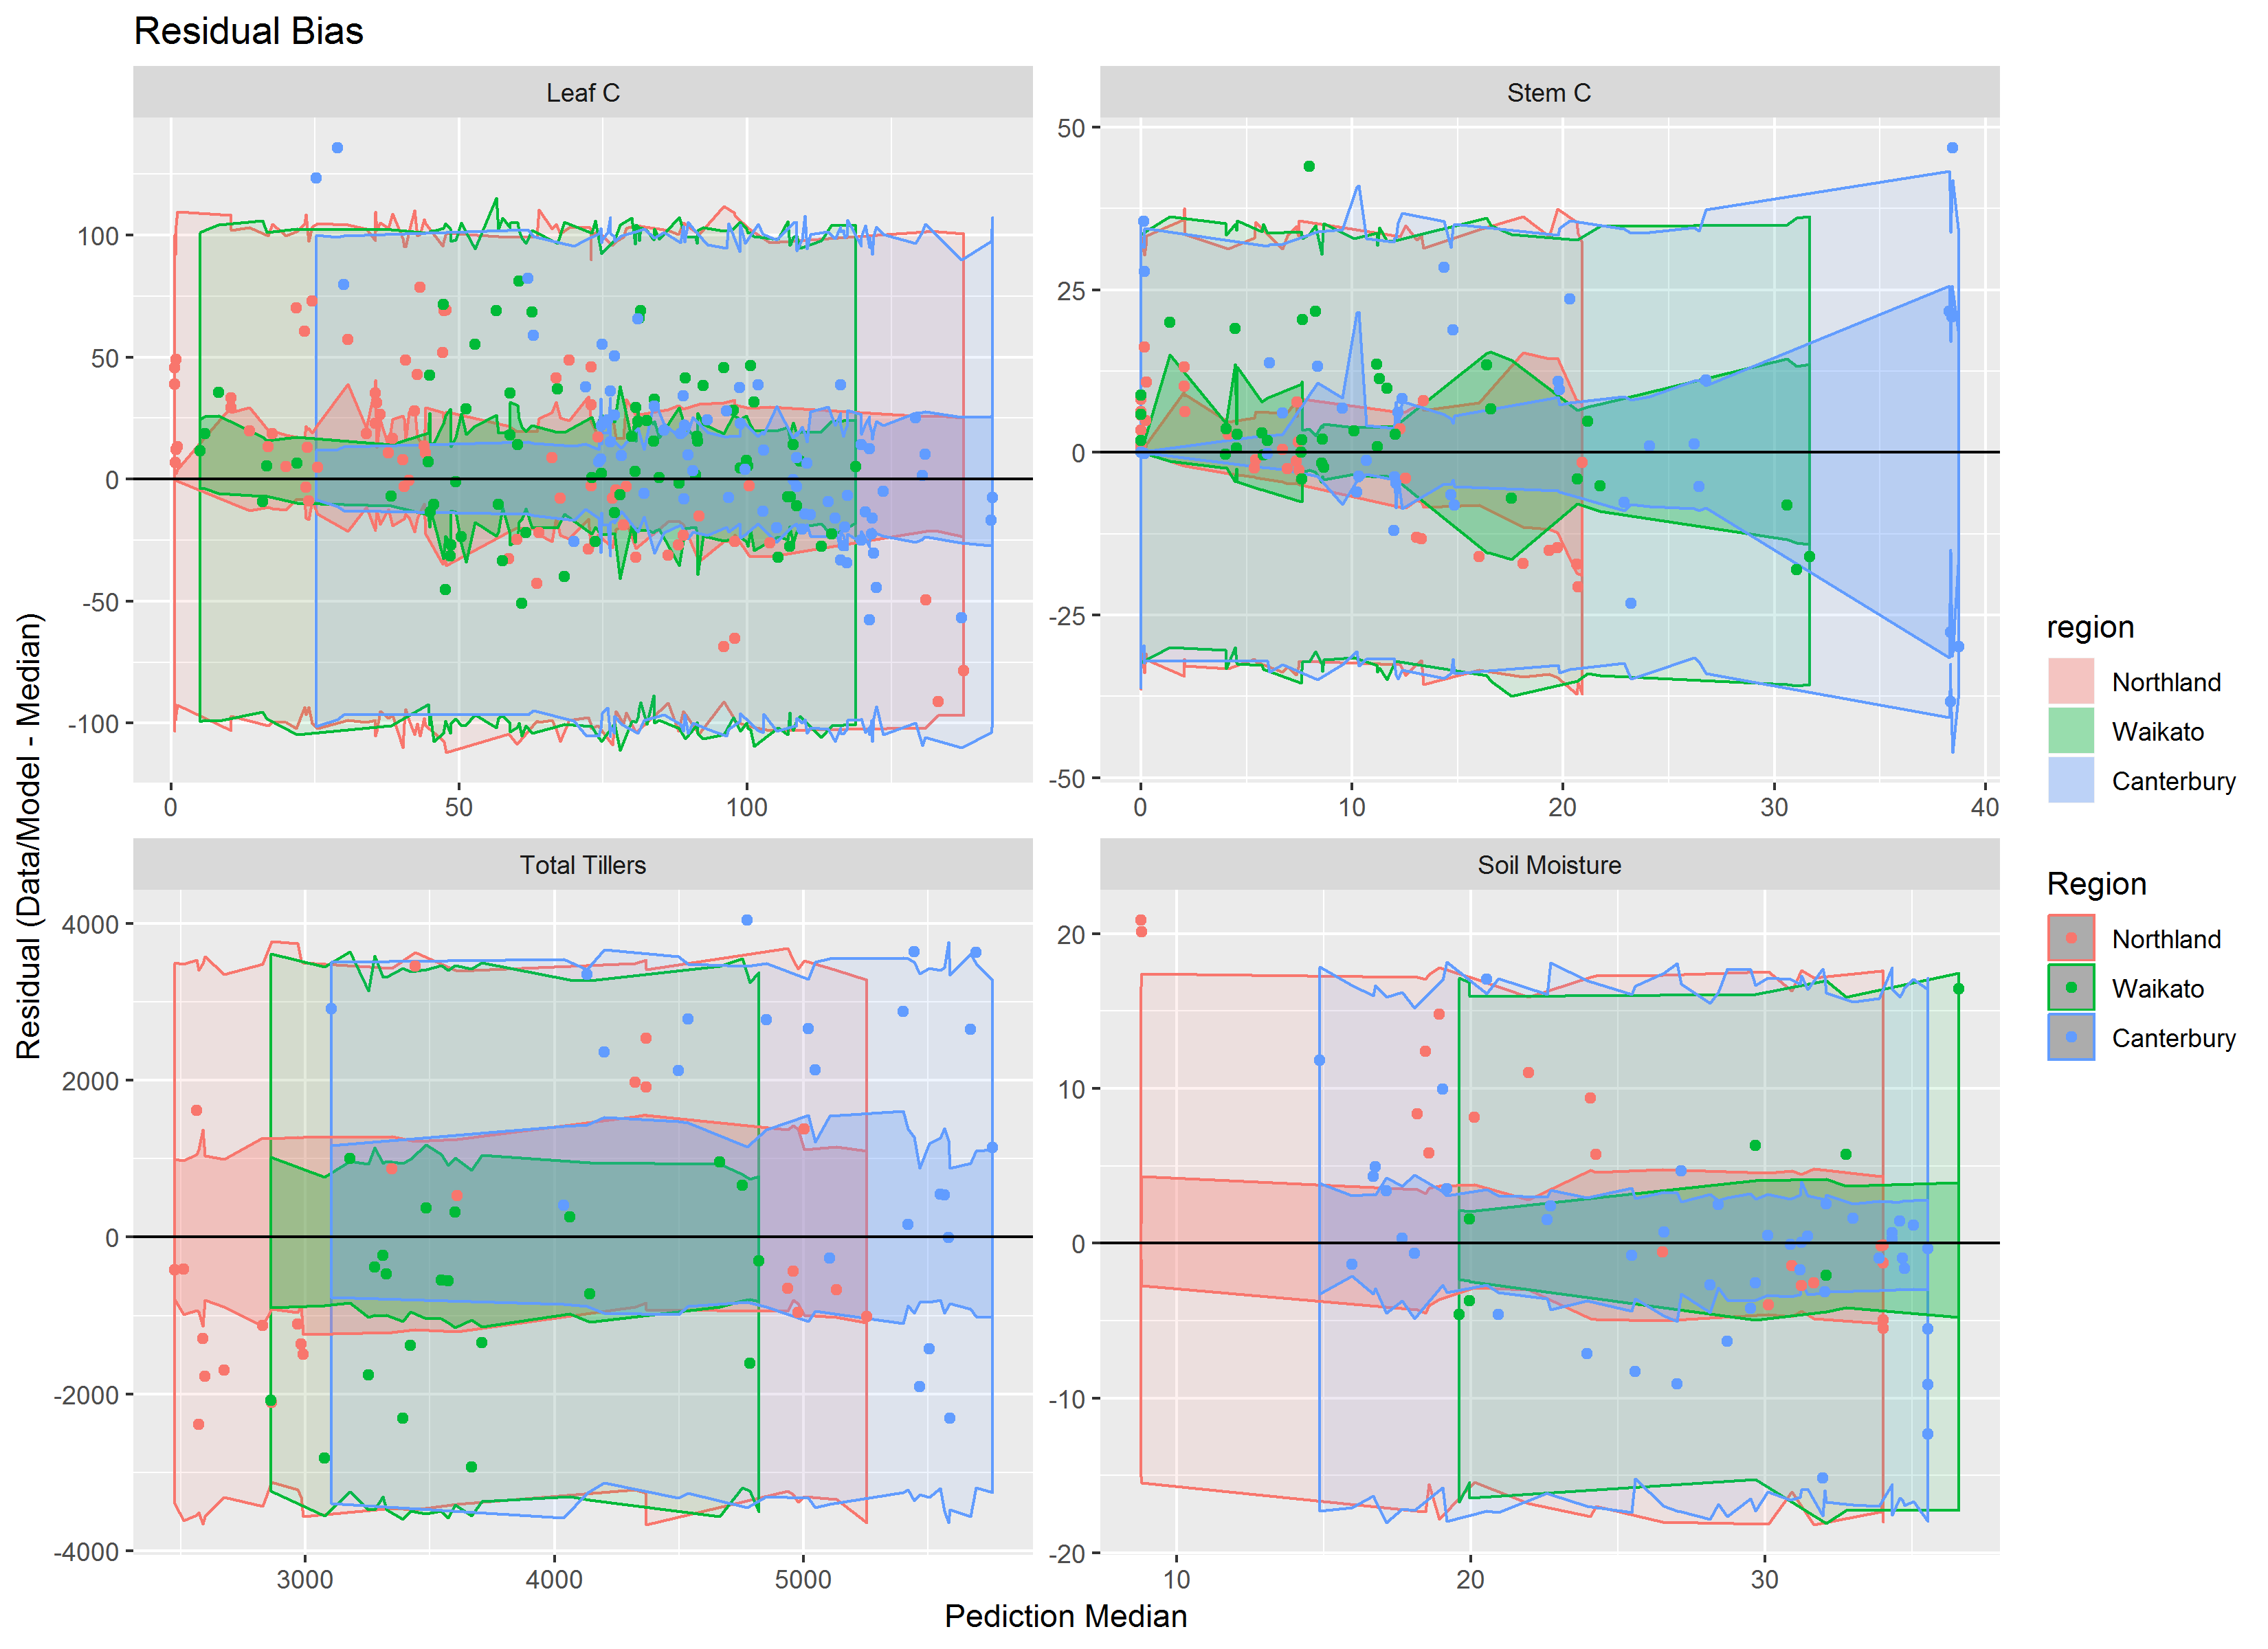 Residual Bias
Leaf C
Stem C
100
50
0
-50
-100
0
50
100
50
25
0
-25
-50
0
10
20
30
40
Total Tillers
Soil Moisture
4000
2000
0
-2000
-4000
3000
4000
5000
20
10
0
-10
-20
10
20
30
Residual (Data/Model - Median)
Pediction Median
region
Northland
Waikato
Canterbury
Region
Northland
Waikato
Canterbury